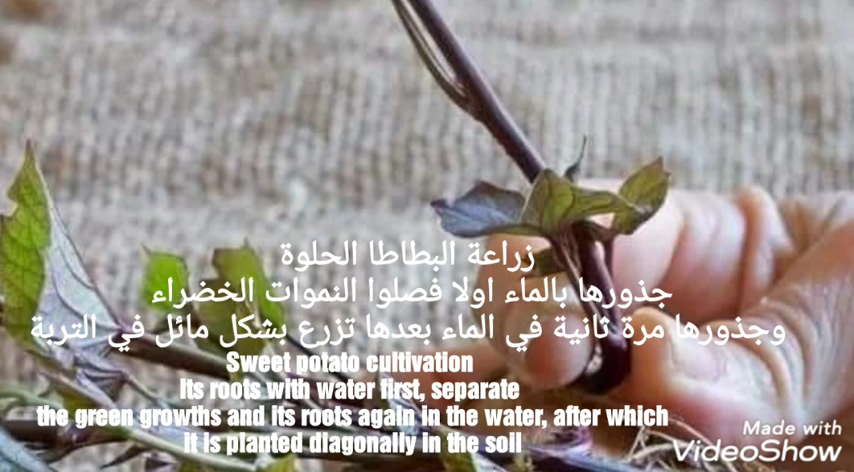 زراعة البطاطا الحلوة
جذورها بالماء اولا فصلوا النموات الخضراء
وجذورها مرة ثانية في الماء بعدها تزرع بشكل مائل في التربة
Sweet potato cultivation
Its roots with water first, separate
the green growths and its roots again in the water, after which
it is planted diagonally in the soil
Made with
VideoShow